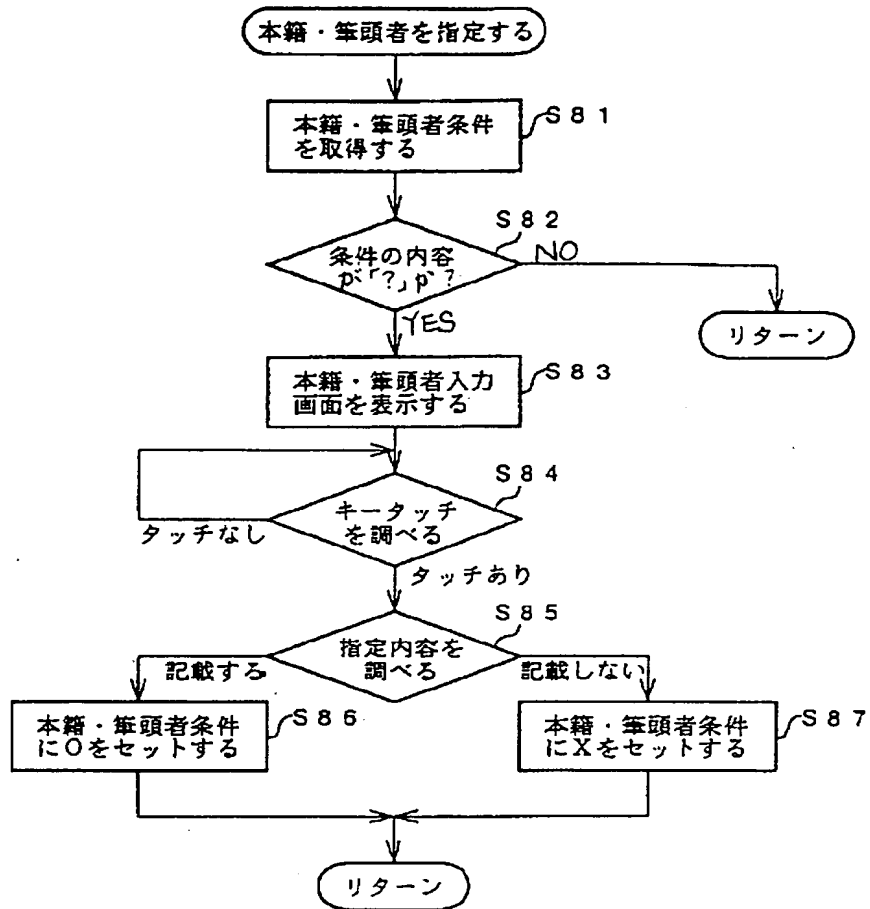 本籍・筆頭者を指定する
S81
本籍・筆頭者条件
を取得する
S82
条件の内容
が「?」か?
NO
YES
リターン
S83
本籍・筆頭者入力
画面を表示する
S84
キータッチ
を調べる
タッチなし
タッチあり
S85
指定内容を
調べる
記載する
記載しない
本籍・筆頭者条件
にOをセットする
S86
本籍・筆頭者条件
にXをセットする
S87
リターン